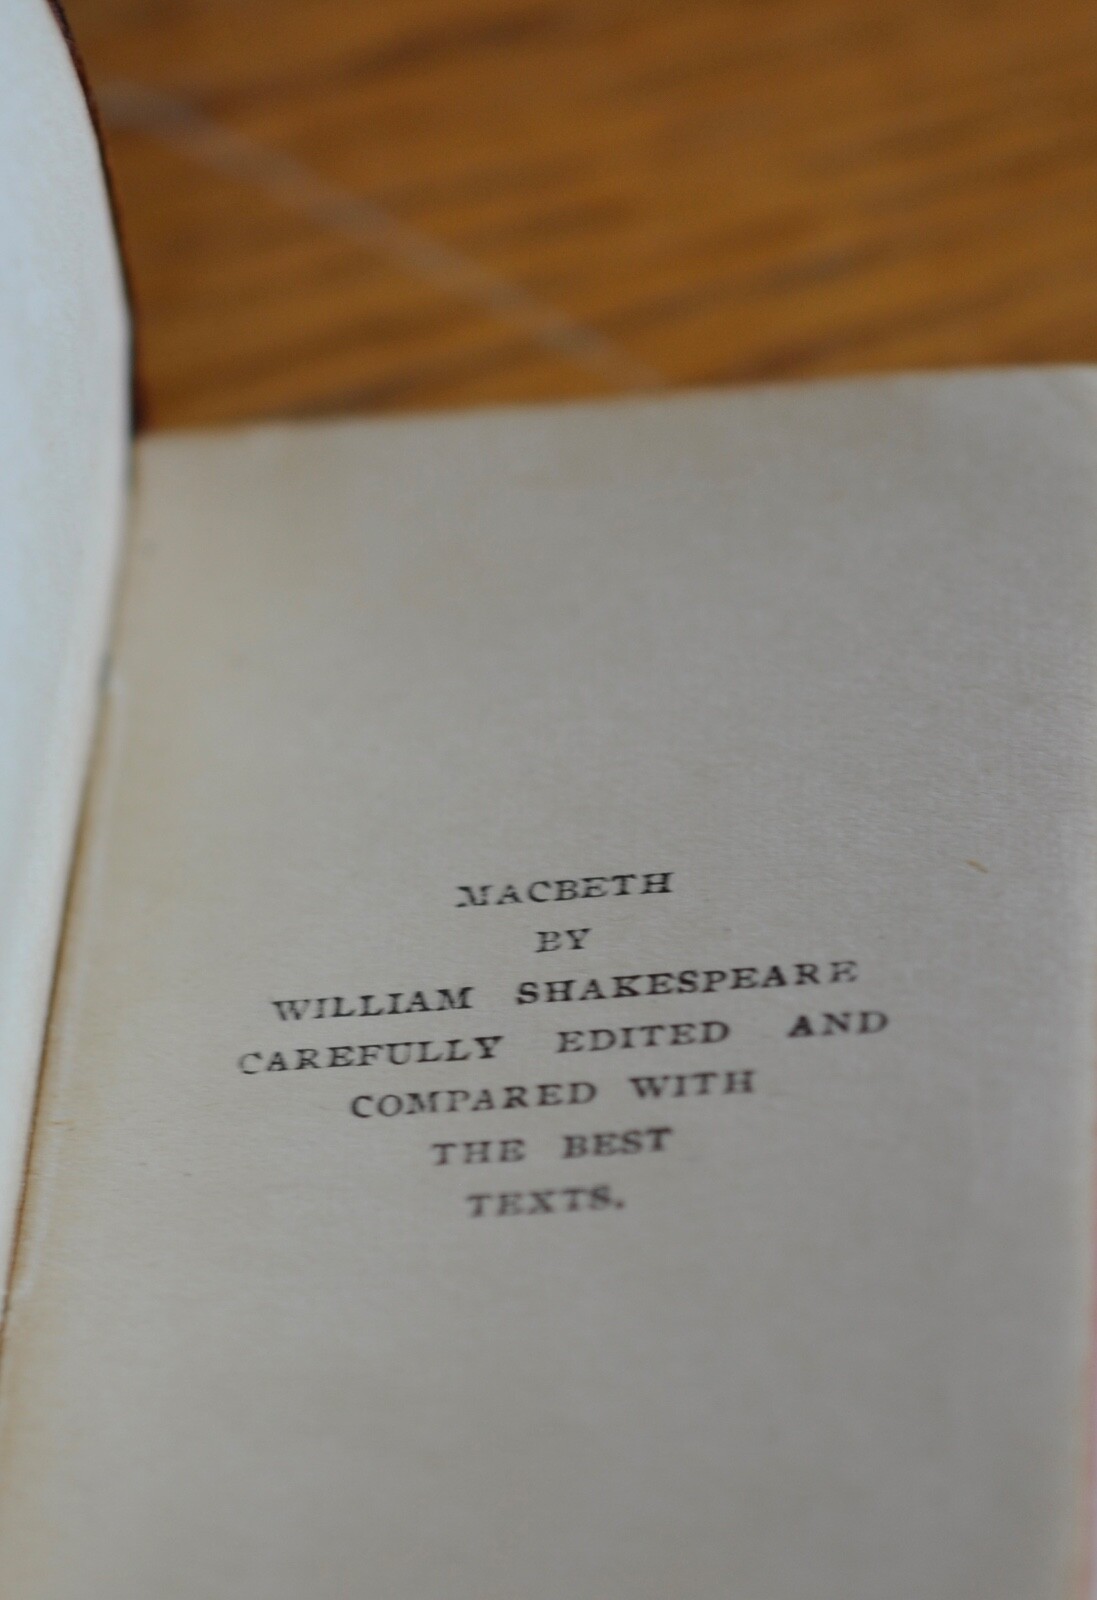 MACBETH
BY
WILLIAM SHAKESPEARE
CAREFULLY EDITED AND
COMPARED WITH
THE BEST
TEXTS.